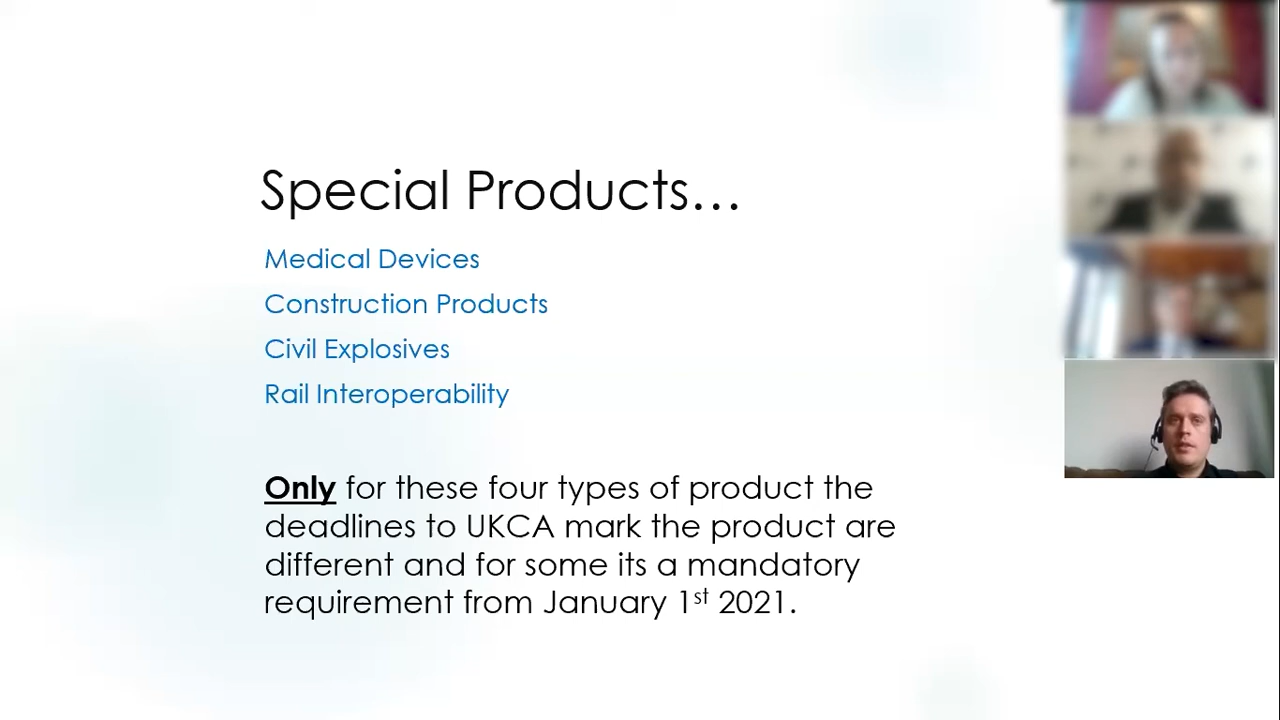 Special Products…
Medical Devices
Construction Products
Civil Explosives
Rail Interoperability
Only for these four types of product the
deadlines to UKCA mark the product are
different and for some its a mandatory
requirement from January 1st 2021.